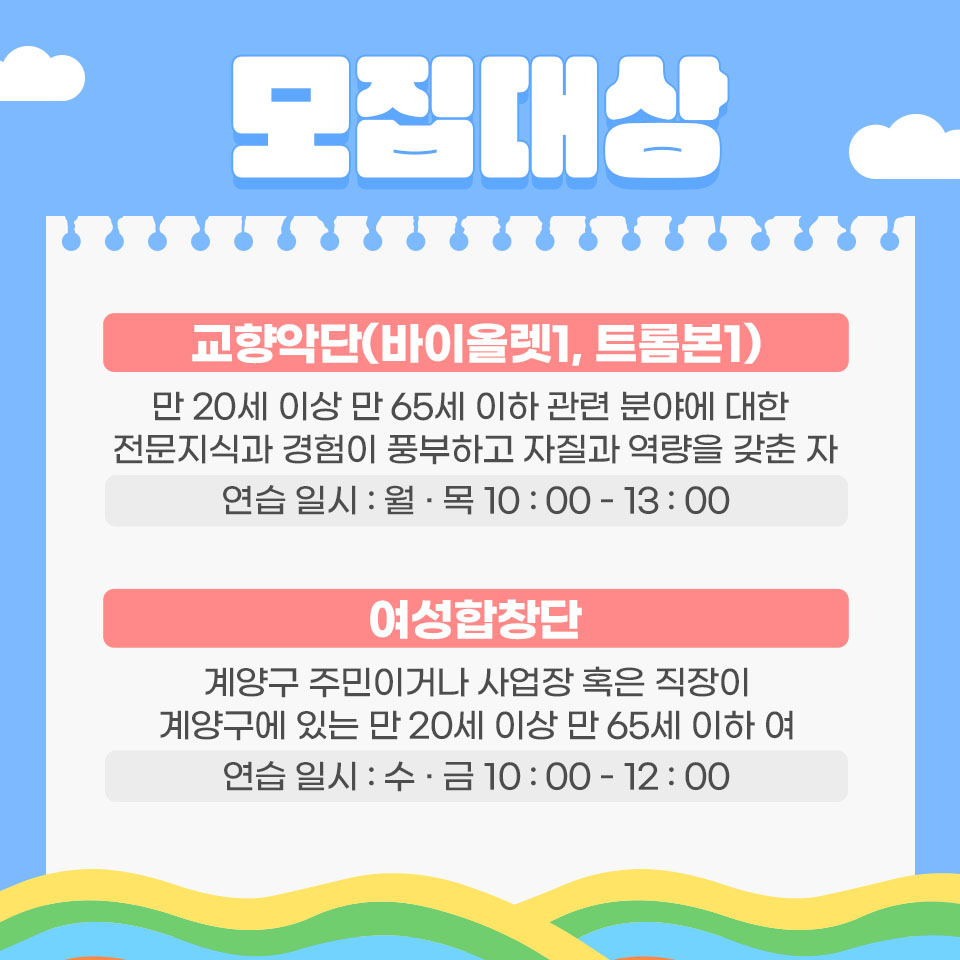 모집대상
교향악단(바이올렛1, 트롬본1)
만 20세 이상 만 65세 이하 관련 분야에 대한
전문지식과 경험이 풍부하고 자질과 역량을 갖춘 자
연습 일시 : 월 · 목 10 : 00 - 13 : 00
여성합창단
계양구 주민이거나 사업장 혹은 직장이
계양구에 있는 만 20세 이상 만 65세 이하 여
연습 일시 : 수 · 금 10 : 00 - 12 : 00